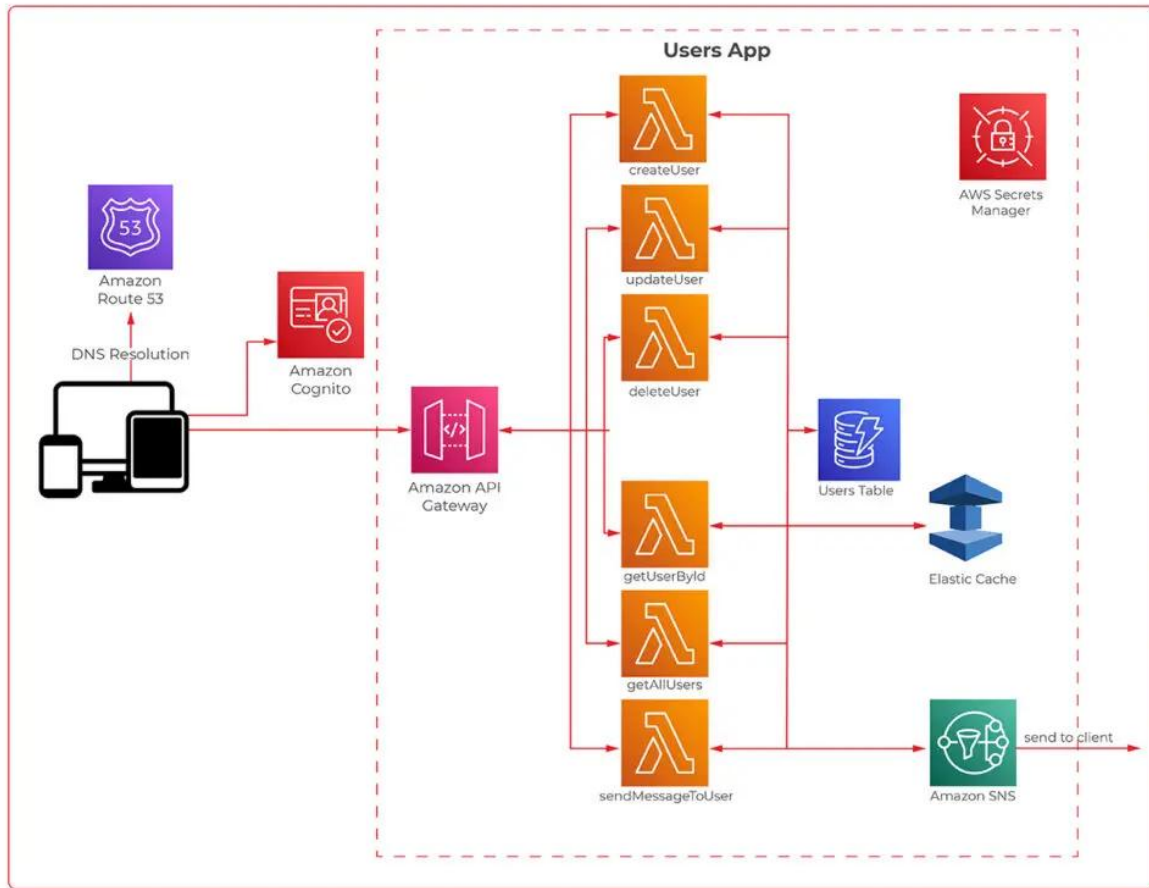 Users App
createUser
AWS Secrets
Manager
53
Amazon
Route 53
updateUser
DNS Resolution
Amazon
Cognito
deleteUser
</>
Amazon API
Gateway
Users Table
getUserById
Elastic Cache
getAllUsers
send to client
sendMessageToUser
Amazon SNS